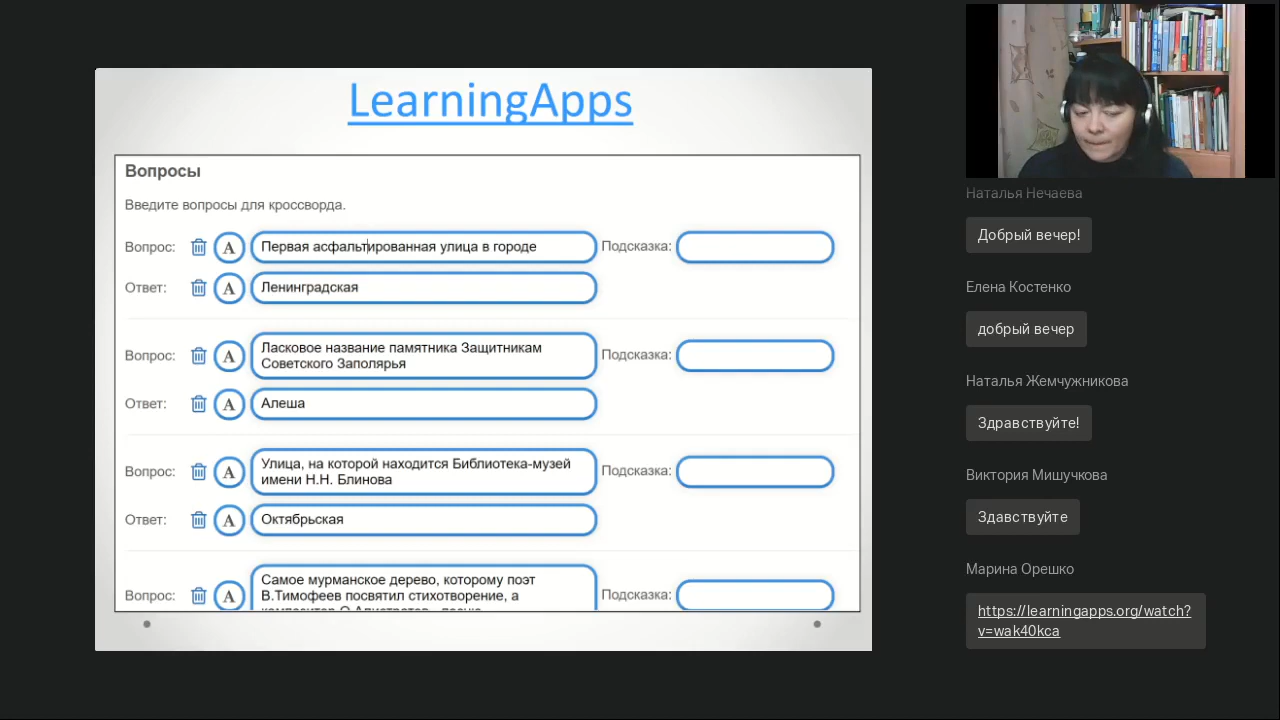 LearningApps
Вопросы
Введите вопросы для кроссворда.
Вопрос: A Первая асфальтированная улица в городе Подсказка:
Ответ: A Ленинградская
Вопрос: A Ласковое название памятника Защитникам Советского Заполярья Подсказка:
Ответ: A Алеша
Вопрос: A Улица, на которой находится Библиотека-музей имени Н.Н. Блинова Подсказка:
Ответ: A Октябрьская
Вопрос: A Самое мурманское дерево, которому поэт В.Тимофеев посвятил стихотворение, а Подсказка:
Наталья Нечаева
Добрый вечер!
Елена Костенко
добрый вечер
Наталья Жемчужникова
Здравствуйте!
Виктория Мишучкова
Здавствуйте
Марина Орешко
https://learningapps.org/watch?
v=wak40kca